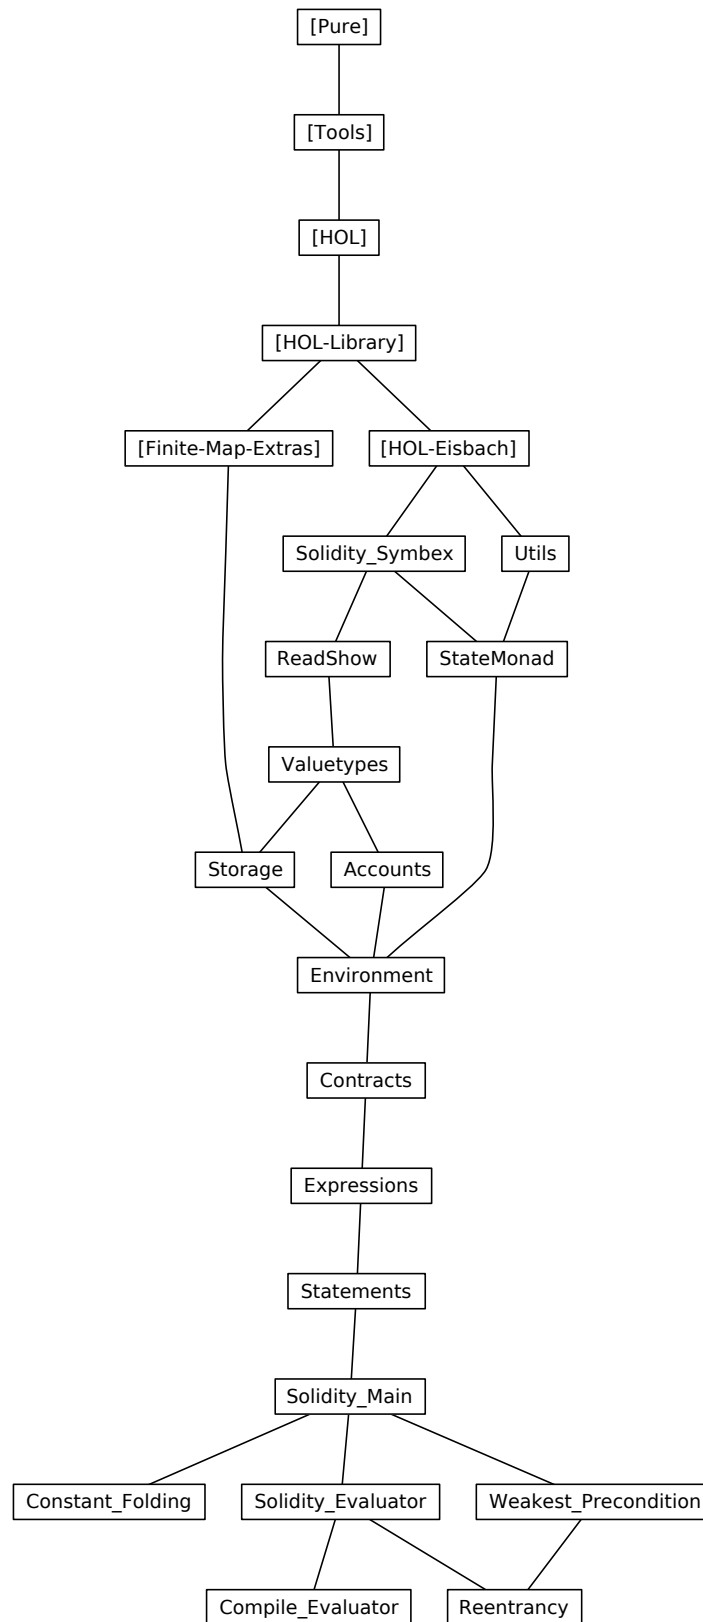 [Pure]
[Tools]
[HOL]
[HOL-Library]
[Finite-Map-Extras]
[HOL-Eisbach]
Solidity_Symbex
Utils
ReadShow
StateMonad
Valuetypes
Storage
Accounts
Environment
Contracts
Expressions
Statements
Solidity_Main
Constant_Folding
Solidity_Evaluator
Weakest_Precondition
Compile_Evaluator
Reentrancy